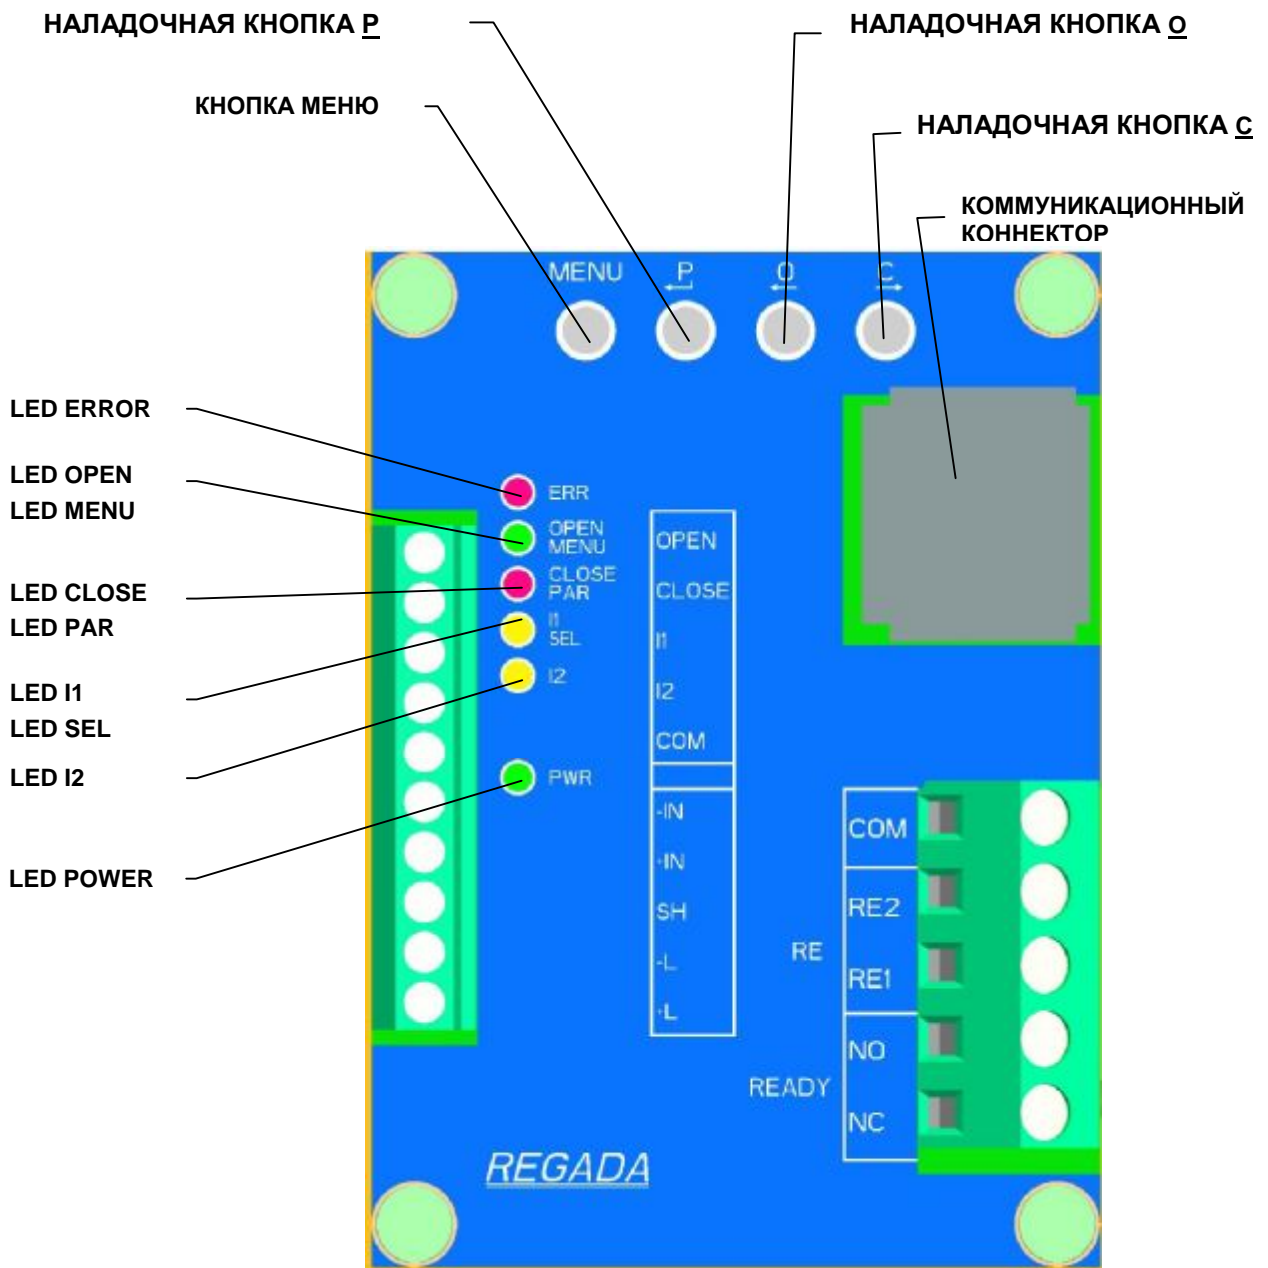 НАЛАДОЧНАЯ КНОПКА P
НАЛАДОЧНАЯ КНОПКА O
КНОПКА МЕНЮ
НАЛАДОЧНАЯ КНОПКА C
КОММУНИКАЦИОННЫЙ
КОННЕКТОР
MENU P O C
LED ERROR
LED OPEN
LED MENU
LED CLOSE
LED PAR
LED I1
LED SEL
LED I2
LED POWER
ERR
OPEN
MENU
CLOSE
PAR
I1
SEL
I2
PWR
OPEN
CLOSE
I1
I2
COM
-IN
-IN
SH
-L
-L
COM
RE2
RE
RE1
NO
READY
NC
REGADA